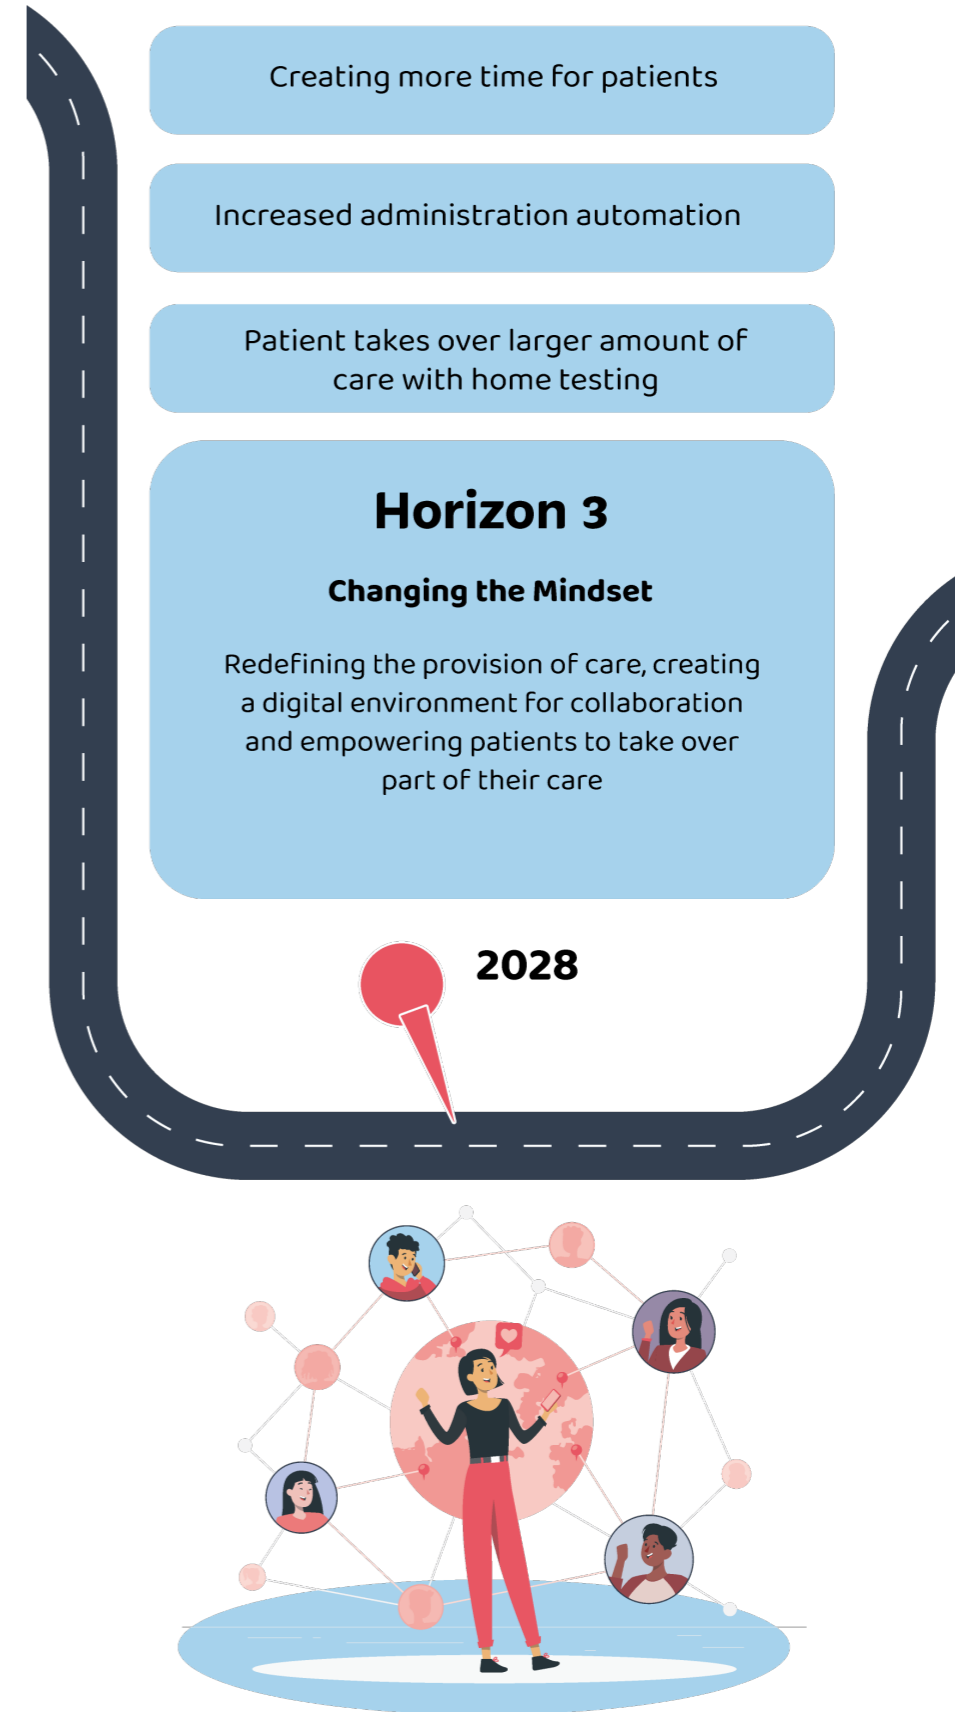 Creating more time for patients
Increased administration automation
Patient takes over larger amount of
care with home testing
Horizon 3
Changing the Mindset
Redefining the provision of care, creating
a digital environment for collaboration
and empowering patients to take over
part of their care
2028